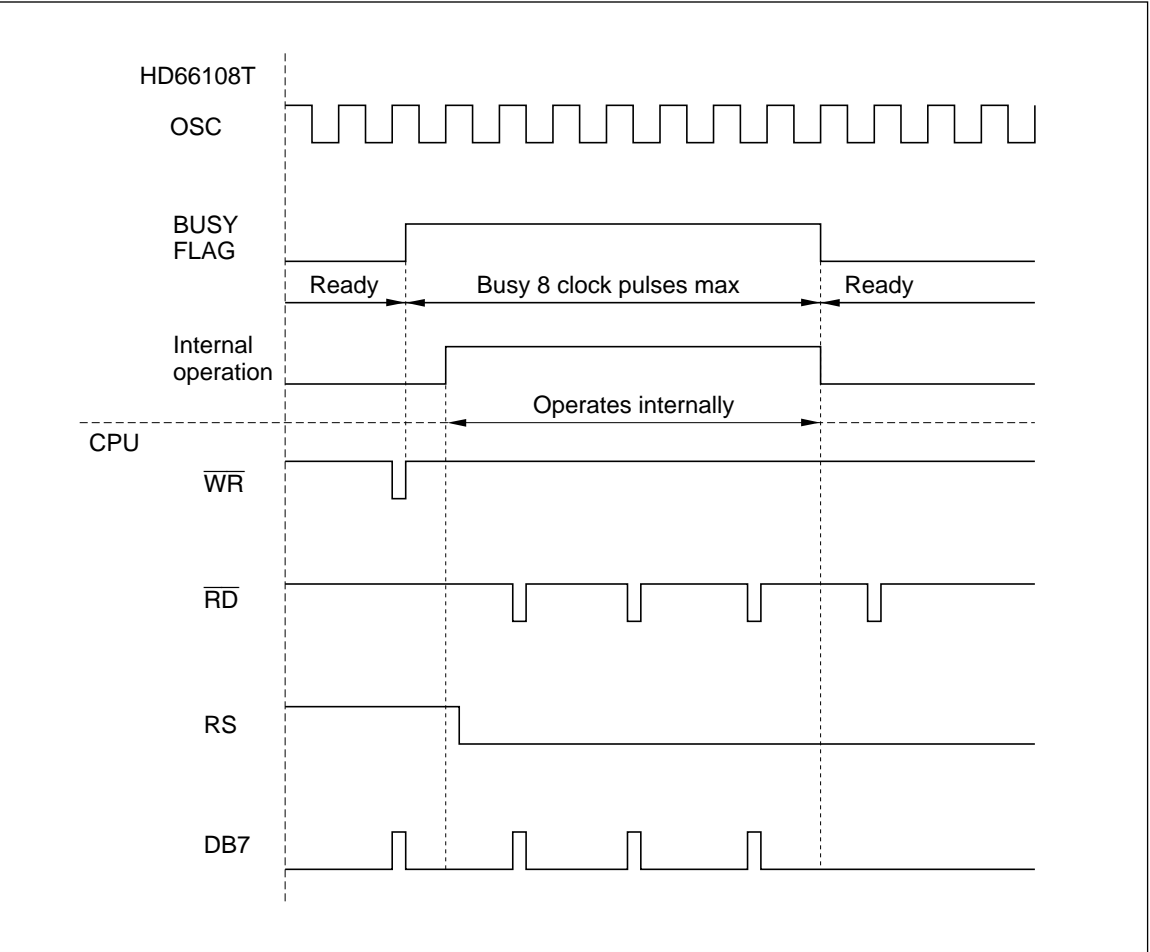 HD66108T
OSC
BUSY
FLAG
Ready
Busy 8 clock pulses max
Ready
Internal
operation
Operates internally
CPU
WR
RD
RS
DB7